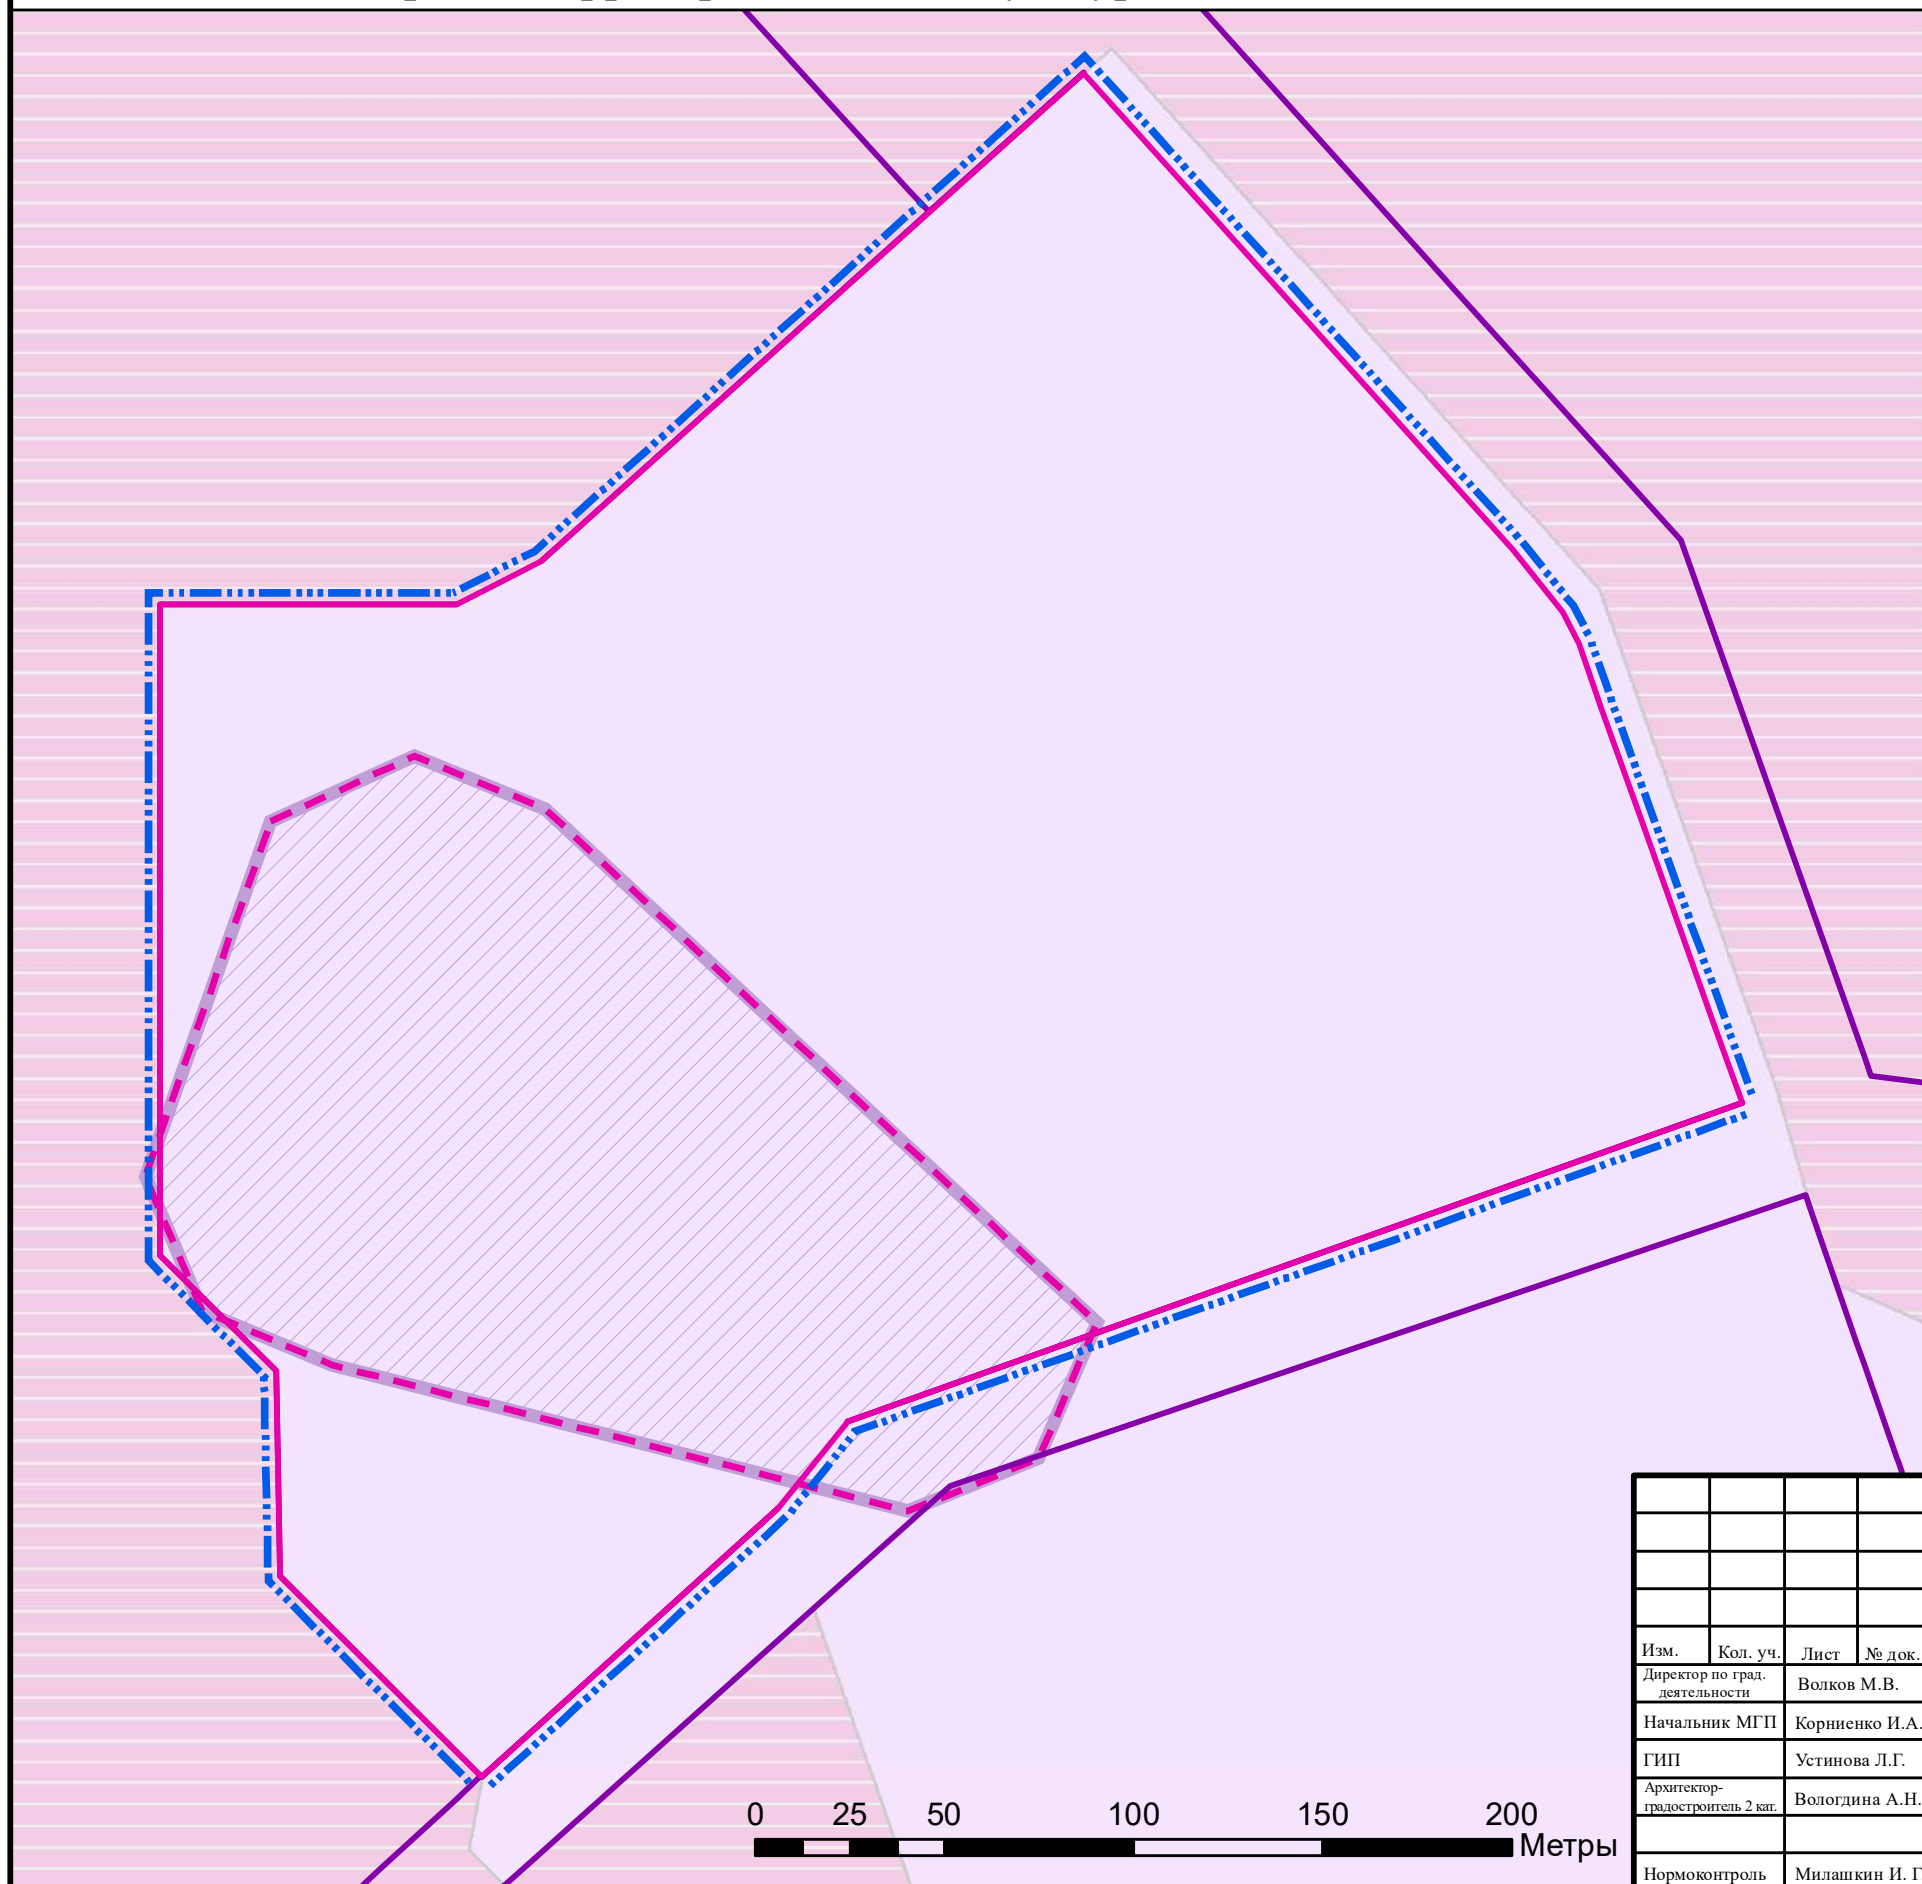 0 25 50 100 150 200
Метры
Изм. Кол. уч. Лист № док.
Директор по град.
деятельности
Волков М.В.
Начальник МГП Корниенко И.А.
ГИП Устинова Л.Г.
Архитектор-
градостроитель 2 кат.
Вологдина А.Н.
Нормоконтроль Милашкин И. Г